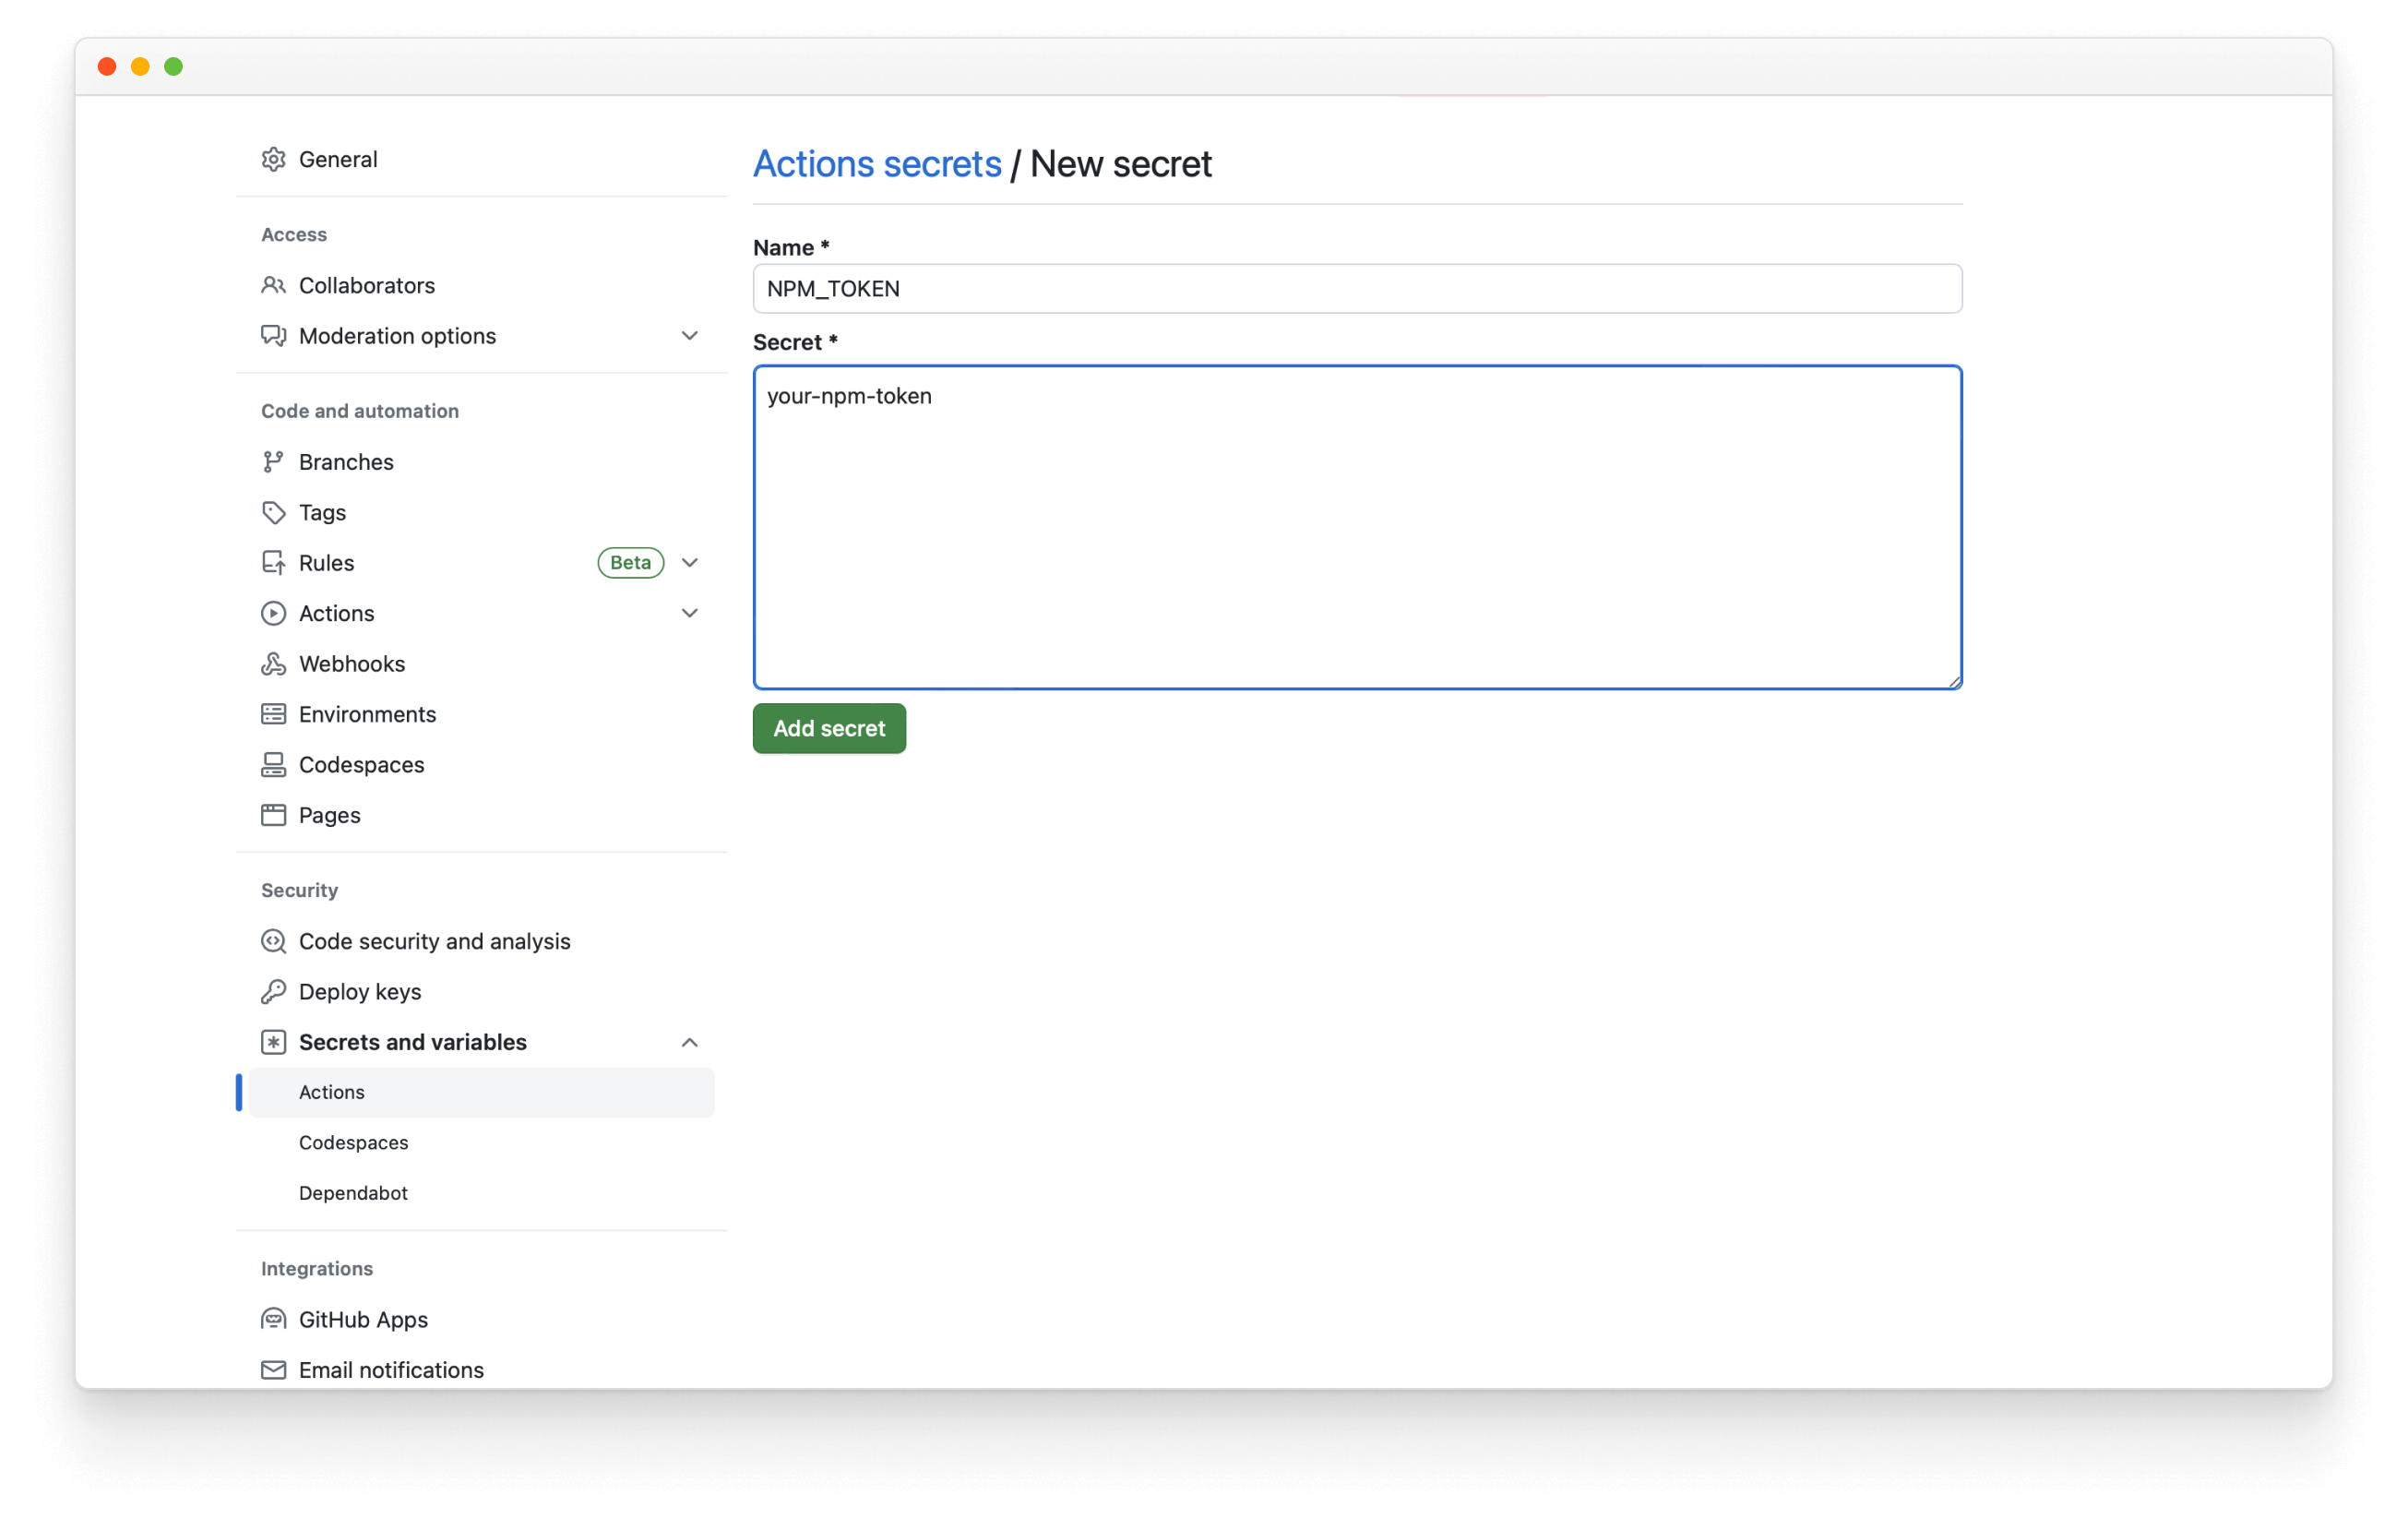 General
Access
Collaborators
Moderation options
Code and automation
Branches
Tags
Rules Beta
Actions
Webhooks
Environments
Codespaces
Pages
Security
Code security and analysis
Deploy keys
Secrets and variables
Actions
Codespaces
Dependabot
Integrations
GitHub Apps
Email notifications
Actions secrets / New secret
Name *
NPM_TOKEN
Secret *
your-npm-token
Add secret